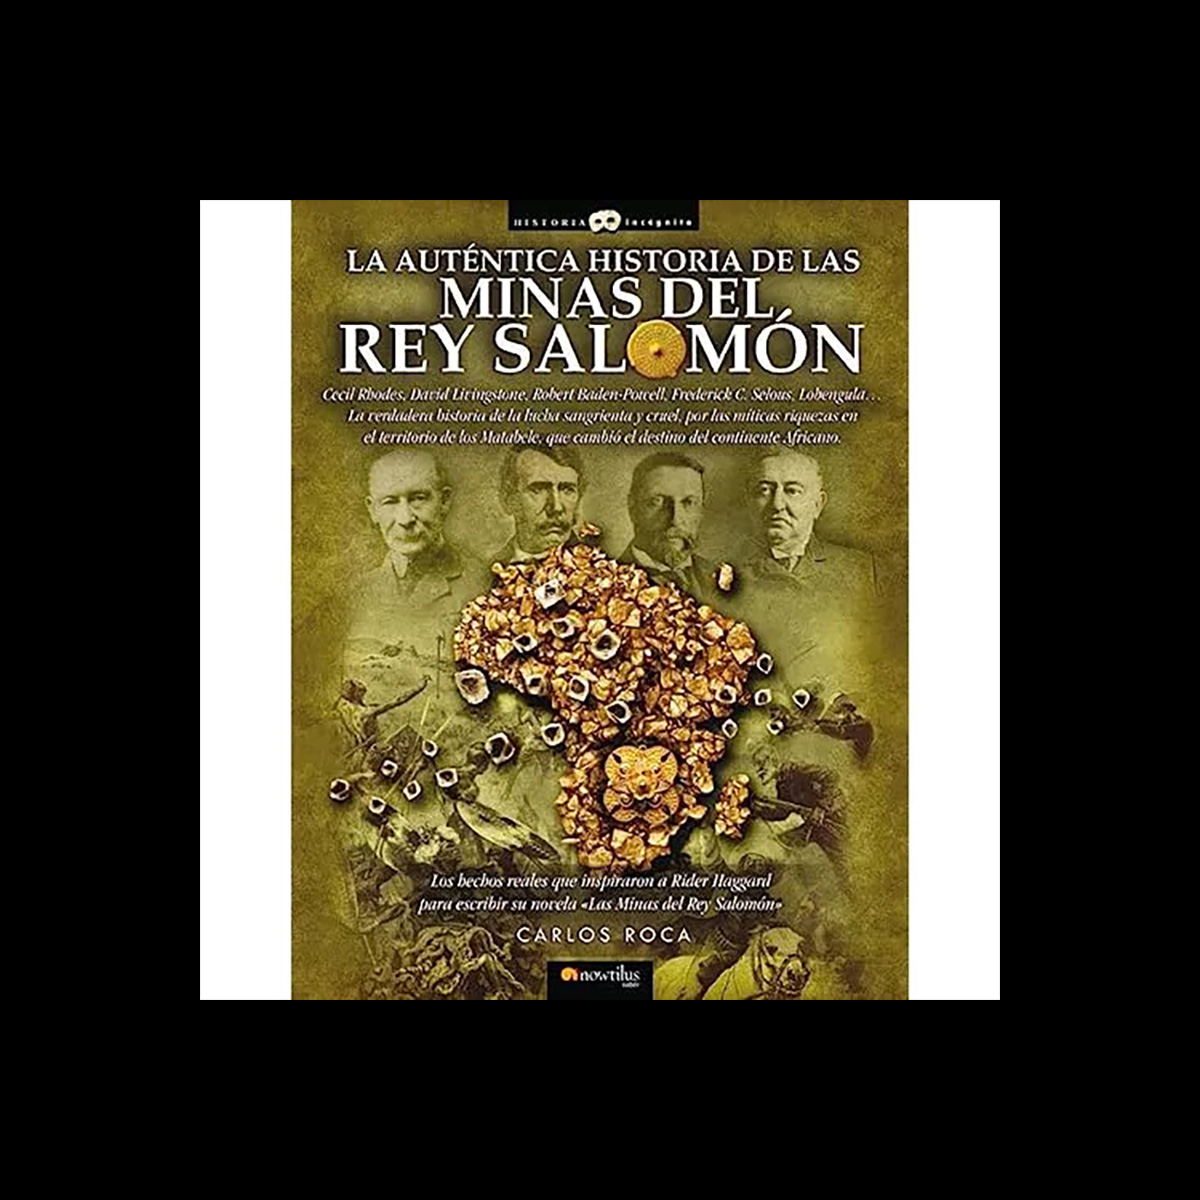 HISTORIA incógnita
LA AUTÉNTICA HISTORIA DE LAS
MINAS DEL
REY SALOMÓN
Cecil Rhodes, David Livingstone, Robert Baden-Powell, Frederick C. Selous, Lobengula...
La verdadera historia de la lucha sangrienta y cruel, por las míticas riquezas en
el territorio de los Matabele, que cambió el destino del continente Africano.
Los hechos reales que inspiraron a Rider Haggard
para escribir su novela «Las Minas del Rey Salomón»
CARLOS ROCA
nowtilus
saber